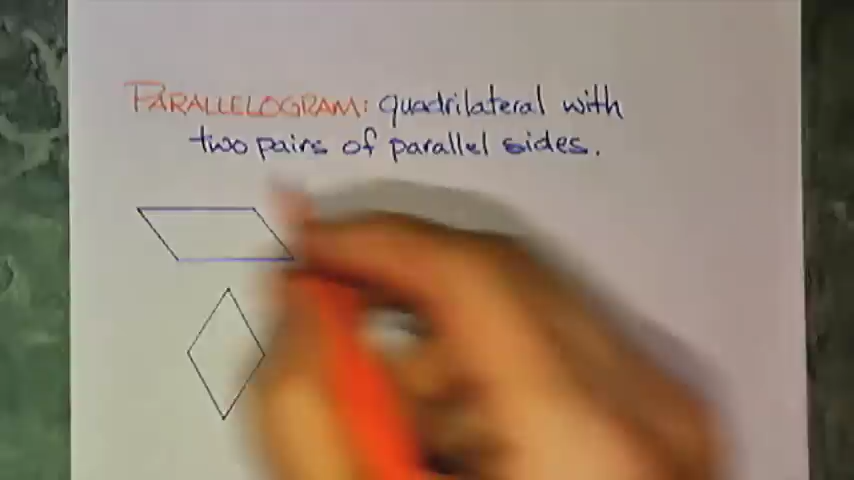 PARALLELOGRAM: quadrilateral with
two pairs of parallel sides.